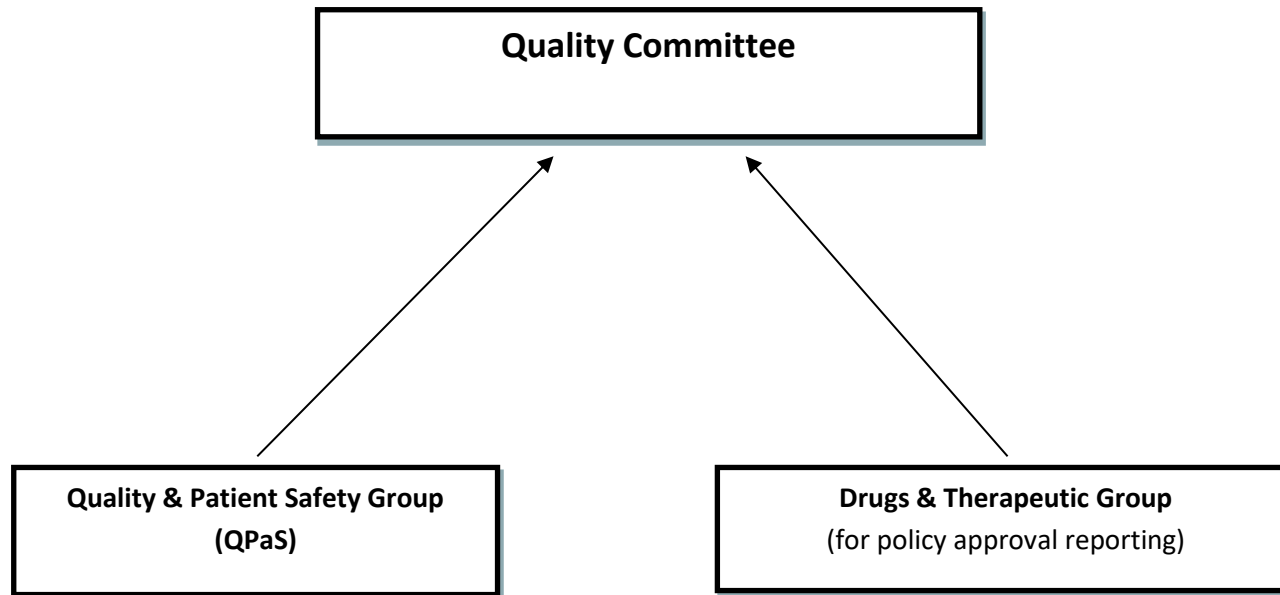 Quality Committee
Quality & Patient Safety Group
(QPaS)
Drugs & Therapeutic Group
(for policy approval reporting)